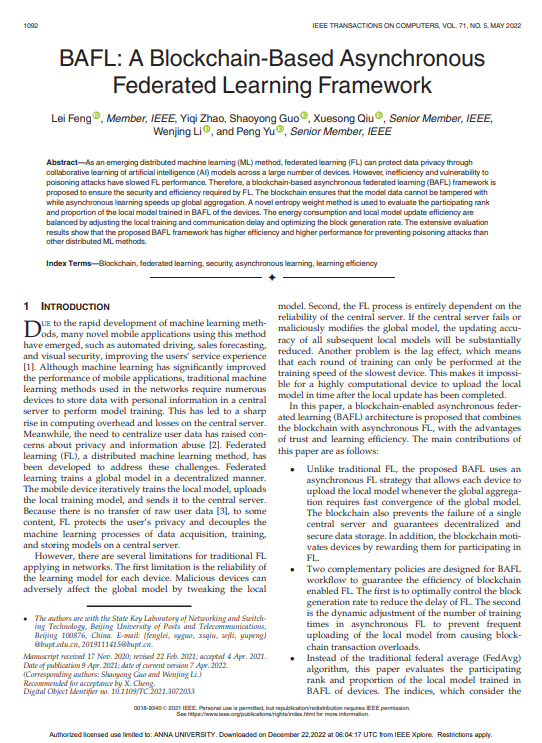 1092
IEEE TRANSACTIONS ON COMPUTERS, VOL. 71, NO. 5, MAY 2022
BAFL: A Blockchain-Based Asynchronous
Federated Learning Framework
Lei Feng, Member, IEEE, Yiqi Zhao, Shaoyong Guo, Xuesong Qiu, Senior Member, IEEE,
Wenjing Li, and Peng Yu, Senior Member, IEEE
Abstract—As an emerging distributed machine learning (ML) method, federated learning (FL) can protect data privacy through
collaborative learning of artificial intelligence (AI) models across a large number of devices. However, inefficiency and vulnerability to
poisoning attacks have slowed FL performance. Therefore, a blockchain-based asynchronous federated learning (BAFL) framework is
proposed to ensure the security and efficiency required by FL. The blockchain ensures that the model data cannot be tampered with
while asynchronous learning speeds up global aggregation. A novel entropy weight method is used to evaluate the participating rank
and proportion of the local model trained in BAFL of the devices. The energy consumption and local model update efficiency are
balanced by adjusting the local training and communication delay and optimizing the block generation rate. The extensive evaluation
results show that the proposed BAFL framework has higher efficiency and higher performance for preventing poisoning attacks than
other distributed ML methods.
Index Terms—Blockchain, federated learning, security, asynchronous learning, learning efficiency
1 INTRODUCTION
DUE to the rapid development of machine learning meth-
ods, many novel mobile applications using this method
have emerged, such as automated driving, sales forecasting,
and visual security, improving the users' service experience
[1]. Although machine learning has significantly improved
the performance of mobile applications, traditional machine
learning methods used in the networks require numerous
devices to store data with personal information in a central
server to perform model training. This has led to a sharp
rise in computing overhead and losses on the central server.
Meanwhile, the need to centralize user data has raised con-
cerns about privacy and information abuse [2]. Federated
learning (FL), a distributed machine learning method, has
been developed to address these challenges. Federated
learning trains a global model in a decentralized manner.
The mobile device iteratively trains the local model, uploads
the local training model, and sends it to the central server.
Because there is no transfer of raw user data [3], to some
content, FL protects the user's privacy and decouples the
machine learning processes of data acquisition, training,
and storing models on a central server.
However, there are several limitations for traditional FL
applying in networks. The first limitation is the reliability of
the learning model for each device. Malicious devices can
adversely affect the global model by tweaking the local
• The authors are with the State Key Laboratory of Networking and Switch-
ing Technology, Beijing University of Posts and Telecommunications,
Beijing 100876, China. E-mail: {fenglei, syguo, xsqiu, wjli, yupeng}
@bupt.edu.cn, 2019111415@bupt.cn.
Manuscript received 17 Nov. 2020; revised 22 Feb. 2021; accepted 4 Apr. 2021.
Date of publication 9 Apr. 2021; date of current version 7 Apr. 2022.
(Corresponding authors: Shaoyong Guo and Wenjing Li.)
Recommended for acceptance by X. Cheng.
Digital Object Identifier no. 10.1109/TC.2021.3072033
model. Second, the FL process is entirely dependent on the
reliability of the central server. If the central server fails or
maliciously modifies the global model, the updating accu-
racy of all subsequent local models will be substantially
reduced. Another problem is the lag effect, which means
that each round of training can only be performed at the
training speed of the slowest device. This makes it impossi-
ble for a highly computational device to upload the local
model in time after the local update has been completed.
In this paper, a blockchain-enabled asynchronous feder-
ated learning (BAFL) architecture is proposed that combines
the blockchain with asynchronous FL, with the advantages
of trust and learning efficiency. The main contributions of
this paper are as follows:
• Unlike traditional FL, the proposed BAFL uses an
asynchronous FL strategy that allows each device to
upload the local model whenever the global aggrega-
tion requires fast convergence of the global model.
The blockchain also prevents the failure of a single
central server and guarantees decentralized and
secure data storage. In addition, the blockchain moti-
vates devices by rewarding them for participating in
FL.
• Two complementary policies are designed for BAFL
workflow to guarantee the efficiency of blockchain
enabled FL. The first is to optimally control the block
generation rate to reduce the delay of FL. The second
is the dynamic adjustment of the number of training
times in asynchronous FL to prevent frequent
uploading of the local model from causing block-
chain transaction overloads.
• Instead of the traditional federal average (FedAvg)
algorithm, this paper evaluates the participating
rank and proportion of the local model trained in
BAFL of devices. The indices, which consider the
0018-9340 © 2021 IEEE. Personal use is permitted, but republication/redistribution requires IEEE permission.
See https://www.ieee.org/publications/rights/index.html for more information.
Authorized licensed use limited to: ANNA UNIVERSITY. Downloaded on December 22,2022 at 06:04:17 UTC from IEEE Xplore. Restrictions apply.